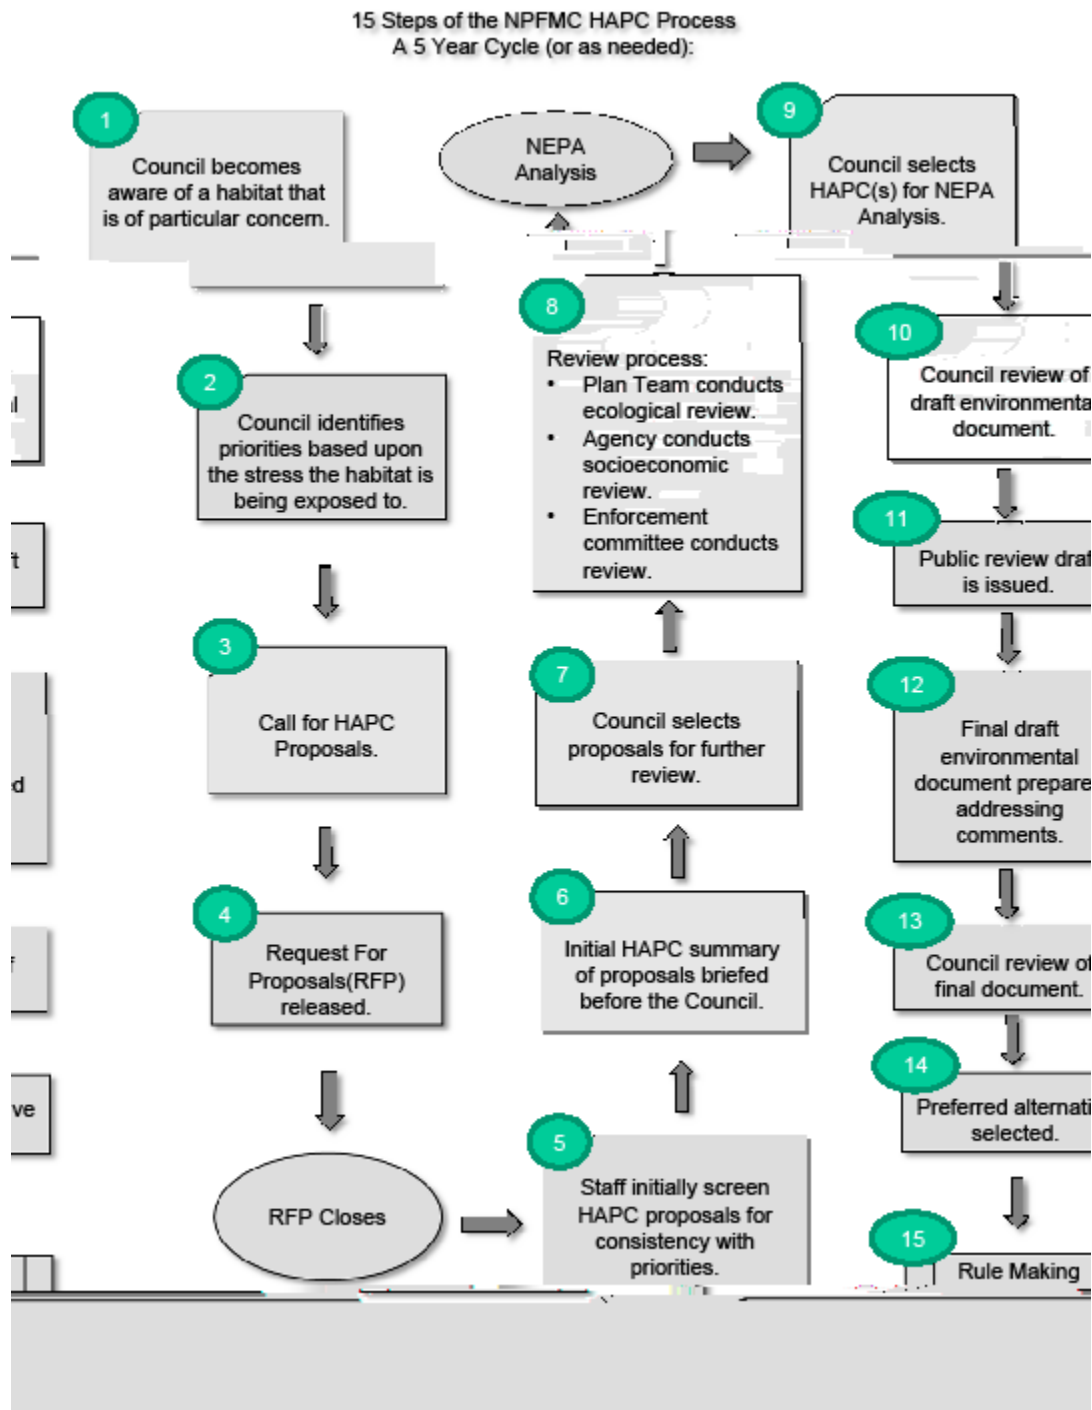 15 Steps of the NPFMC HAPC Process
A 5 Year Cycle (or as needed):
1
Council becomes
aware of a habitat that
is of particular concern.
2
Council identifies
priorities based upon
the stress the habitat is
being exposed to.
3
Call for HAPC
Proposals.
4
Request For
Proposals(RFP)
released.
RFP Closes
5
Staff initially screen
HAPC proposals for
consistency with
priorities.
6
Initial HAPC summary
of proposals briefed
before the Council.
7
Council selects
proposals for further
review.
8
Review process:
• Plan Team conducts
ecological review.
• Agency conducts
socioeconomic
review.
• Enforcement
committee conducts
review.
NEPA
Analysis
9
Council selects
HAPC(s) for NEPA
Analysis.
10
Council review of
draft environmenta
document.
11
Public review draf
is issued.
12
Final draft
environmental
document prepare
addressing
comments.
13
Council review of
final document.
14
Preferred alternati
selected.
15
Rule Making
al
t
d
f
ve